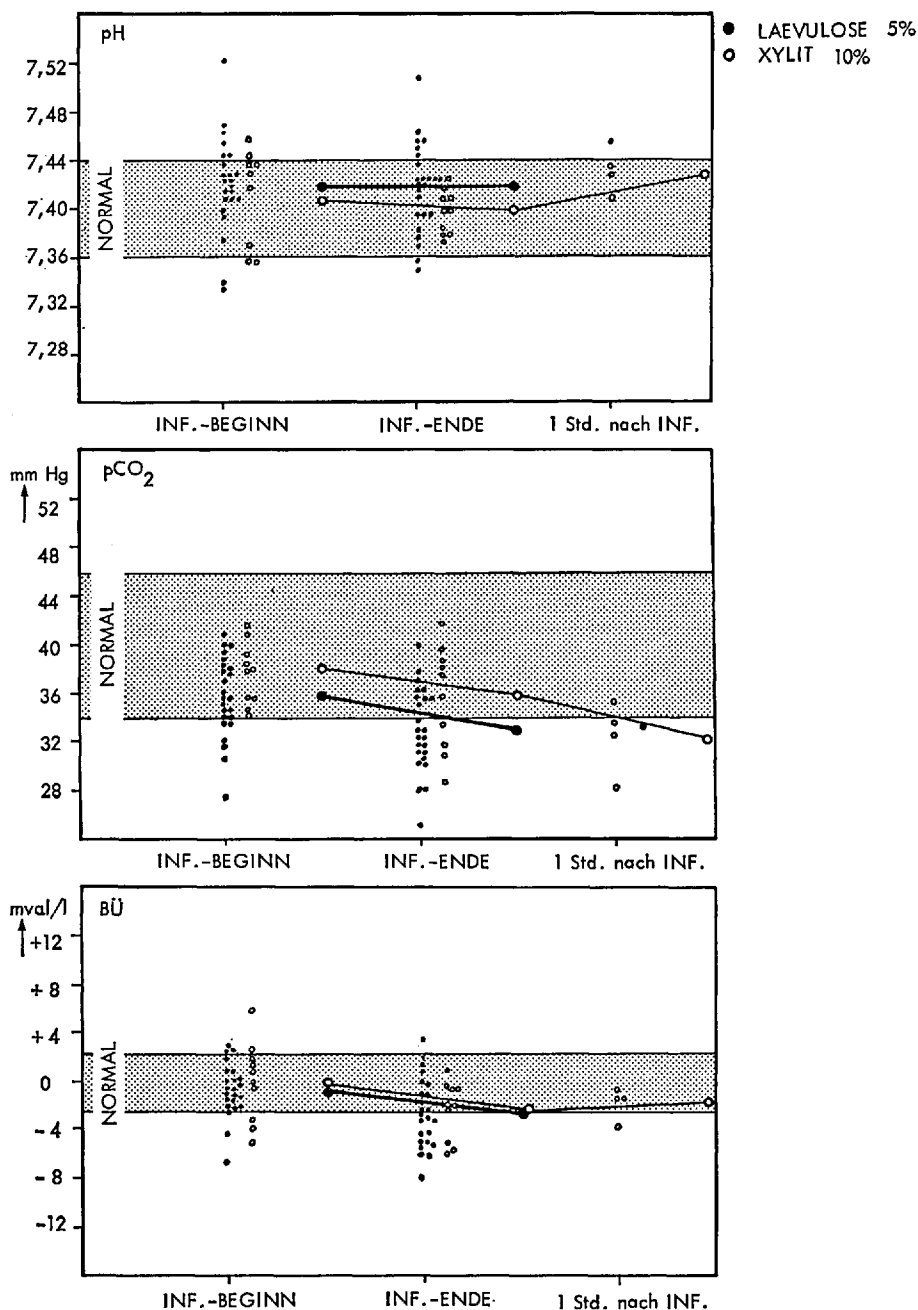 pH
● LAEVULOSE 5%
○ XYLIT 10%
7,52
7,48
7,44
7,40
7,36
7,32
7,28
NORMAL
INF.-BEGINN INF.-ENDE 1 Std. nach INF.
mm Hg
pCO2
52
48
44
40
36
32
28
NORMAL
INF.-BEGINN INF.-ENDE 1 Std. nach INF.
mval/l
BÜ
+12
+ 8
+ 4
0
- 4
- 8
-12
NORMAL
INF.-BEGINN INF.-ENDE 1 Std. nach INF.